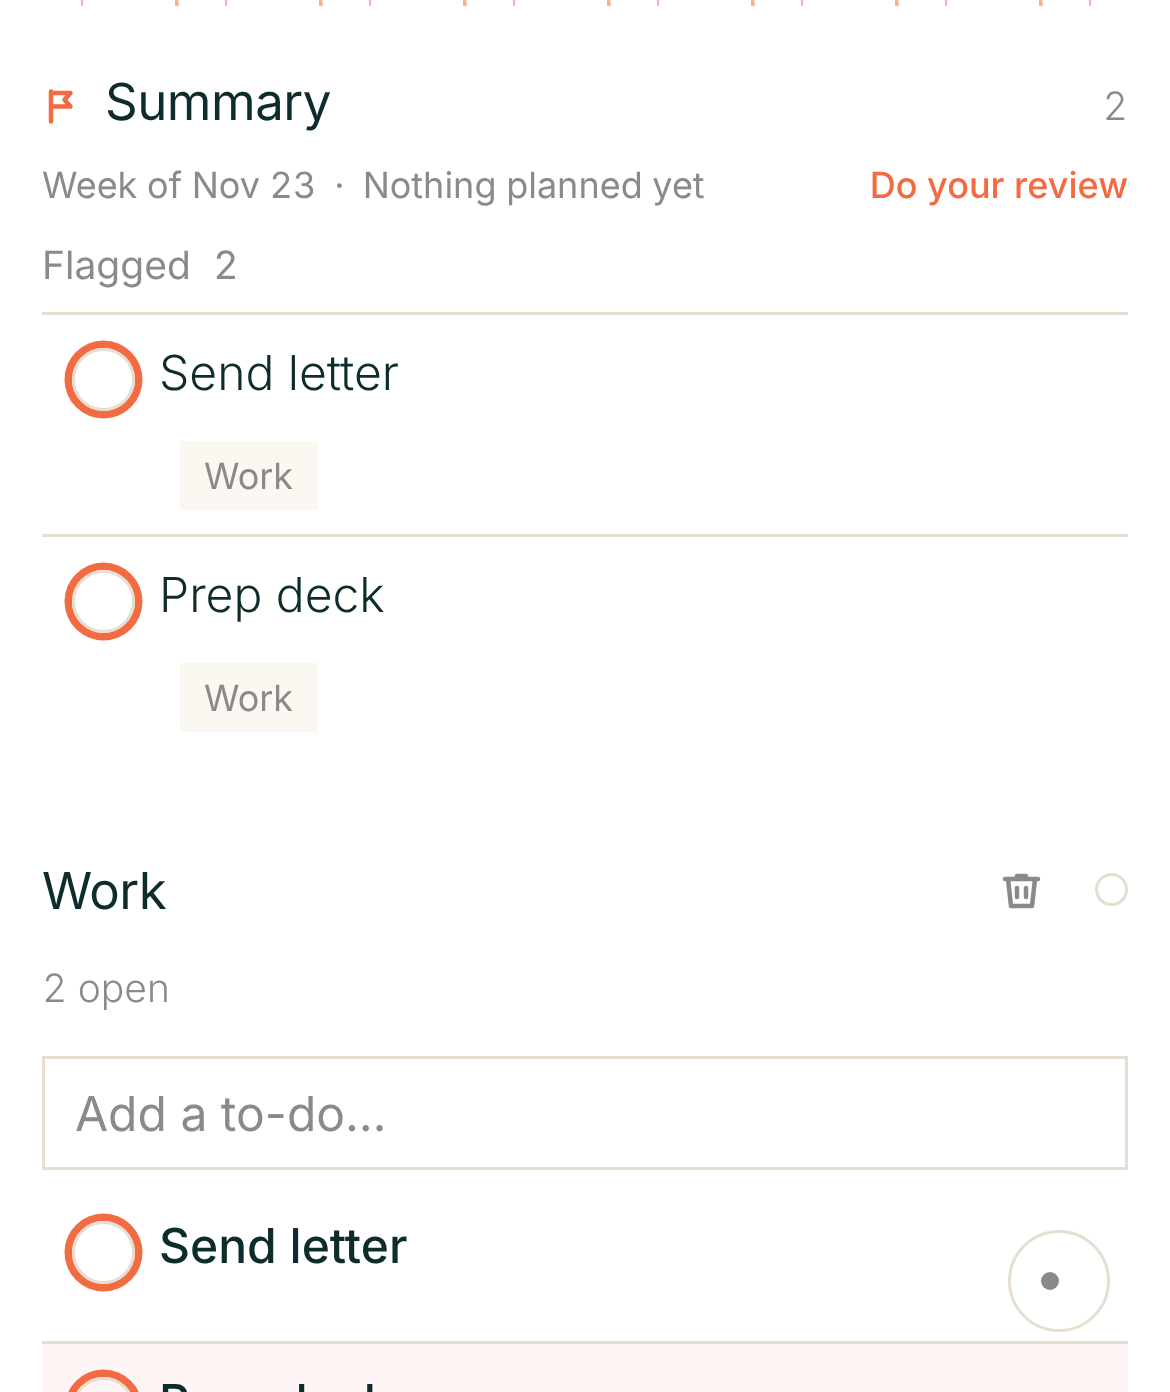 Summary 2
Week of Nov 23 · Nothing planned yet Do your review
Flagged 2
Send letter
Work
Prep deck
Work
Work
2 open
Add a to-do...
Send letter